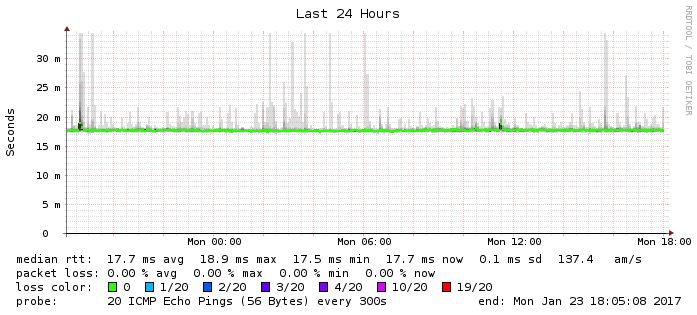 Last 24 Hours
RRDTOOL / TOBI OETIKER
Seconds
30 m
25 m
20 m
15 m
10 m
5 m
0
Mon 00:00 Mon 06:00 Mon 12:00 Mon 18:00
median rtt: 17.7 ms avg 18.9 ms max 17.5 ms min 17.7 ms now 0.1 ms sd 137.4 am/s
packet loss: 0.00 % avg 0.00 % max 0.00 % min 0.00 % now
loss color: 0 1/20 2/20 3/20 4/20 10/20 19/20
probe: 20 ICMP Echo Pings (56 Bytes) every 300s end: Mon Jan 23 18:05:08 2017